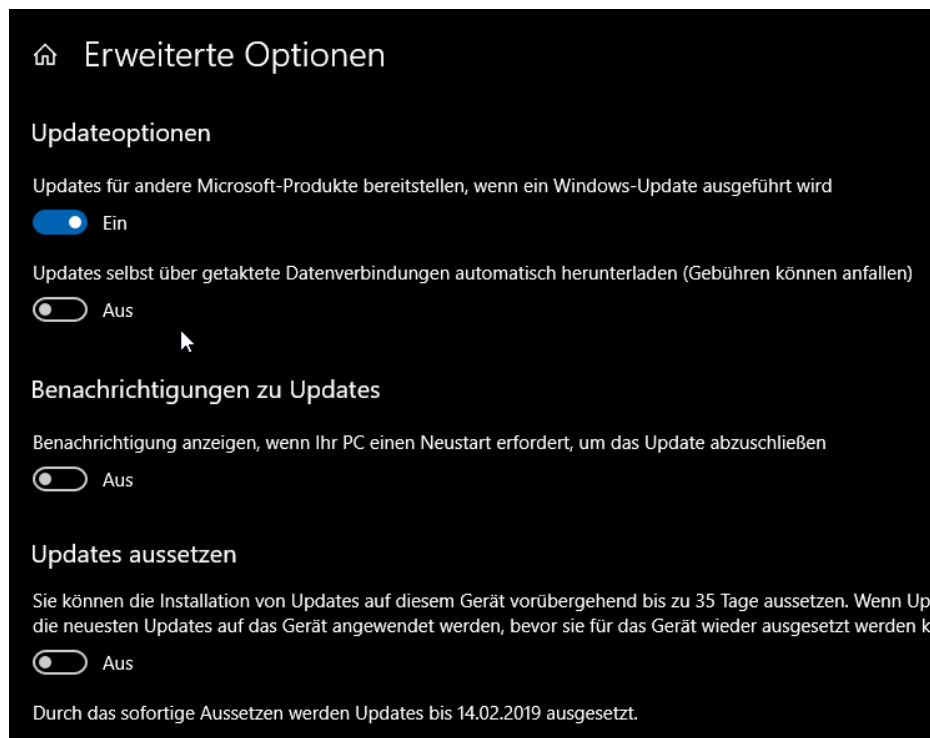 Erweiterte Optionen
Updateoptionen
Updates für andere Microsoft-Produkte bereitstellen, wenn ein Windows-Update ausgeführt wird
Ein
Updates selbst über getaktete Datenverbindungen automatisch herunterladen (Gebühren können anfallen)
Aus
Benachrichtigungen zu Updates
Benachrichtigung anzeigen, wenn Ihr PC einen Neustart erfordert, um das Update abzuschließen
Aus
Updates aussetzen
Sie können die Installation von Updates auf diesem Gerät vorübergehend bis zu 35 Tage aussetzen. Wenn Up
die neuesten Updates auf das Gerät angewendet werden, bevor sie für das Gerät wieder ausgesetzt werden k
Aus
Durch das sofortige Aussetzen werden Updates bis 14.02.2019 ausgesetzt.